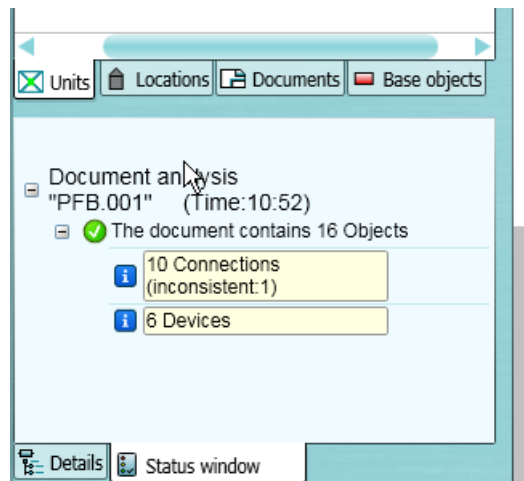 Units Locations Documents Base objects
Document analysis
"PFB.001" (Time:10:52)
The document contains 16 Objects
10 Connections
(inconsistent:1)
6 Devices
Details Status window